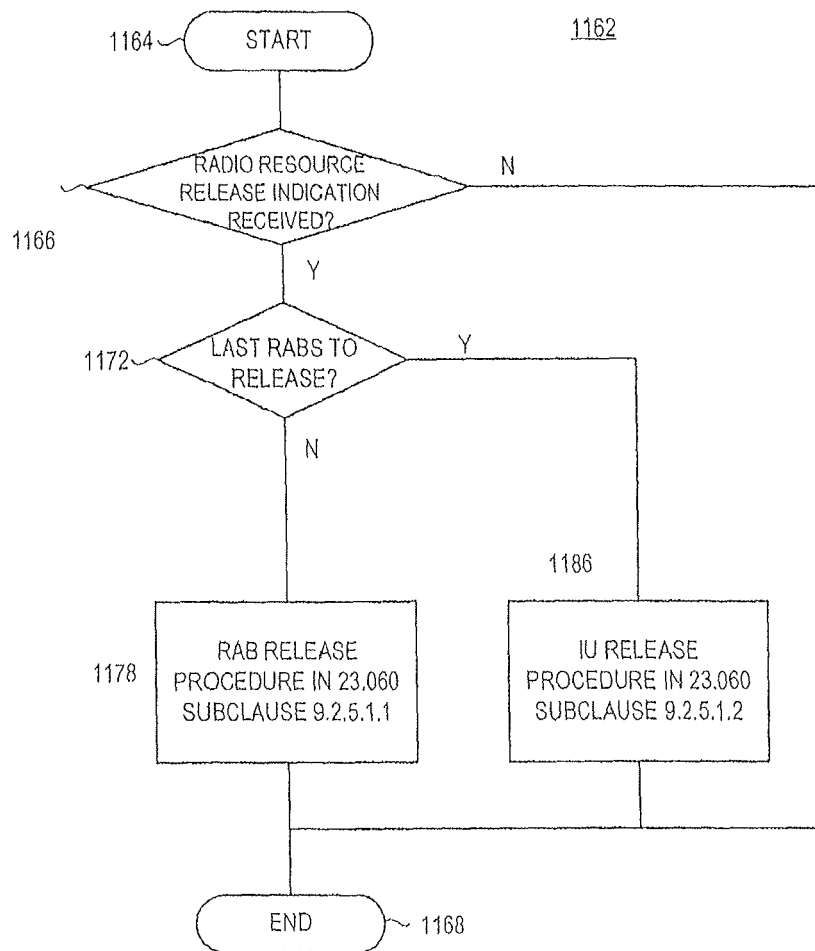 1164
START
1162
RADIO RESOURCE
RELEASE INDICATION
RECEIVED?
N
1166
Y
1172
LAST RABS TO
RELEASE?
Y
N
1186
1178
RAB RELEASE
PROCEDURE IN 23.060
SUBCLAUSE 9.2.5.1.1
IU RELEASE
PROCEDURE IN 23.060
SUBCLAUSE 9.2.5.1.2
END
1168